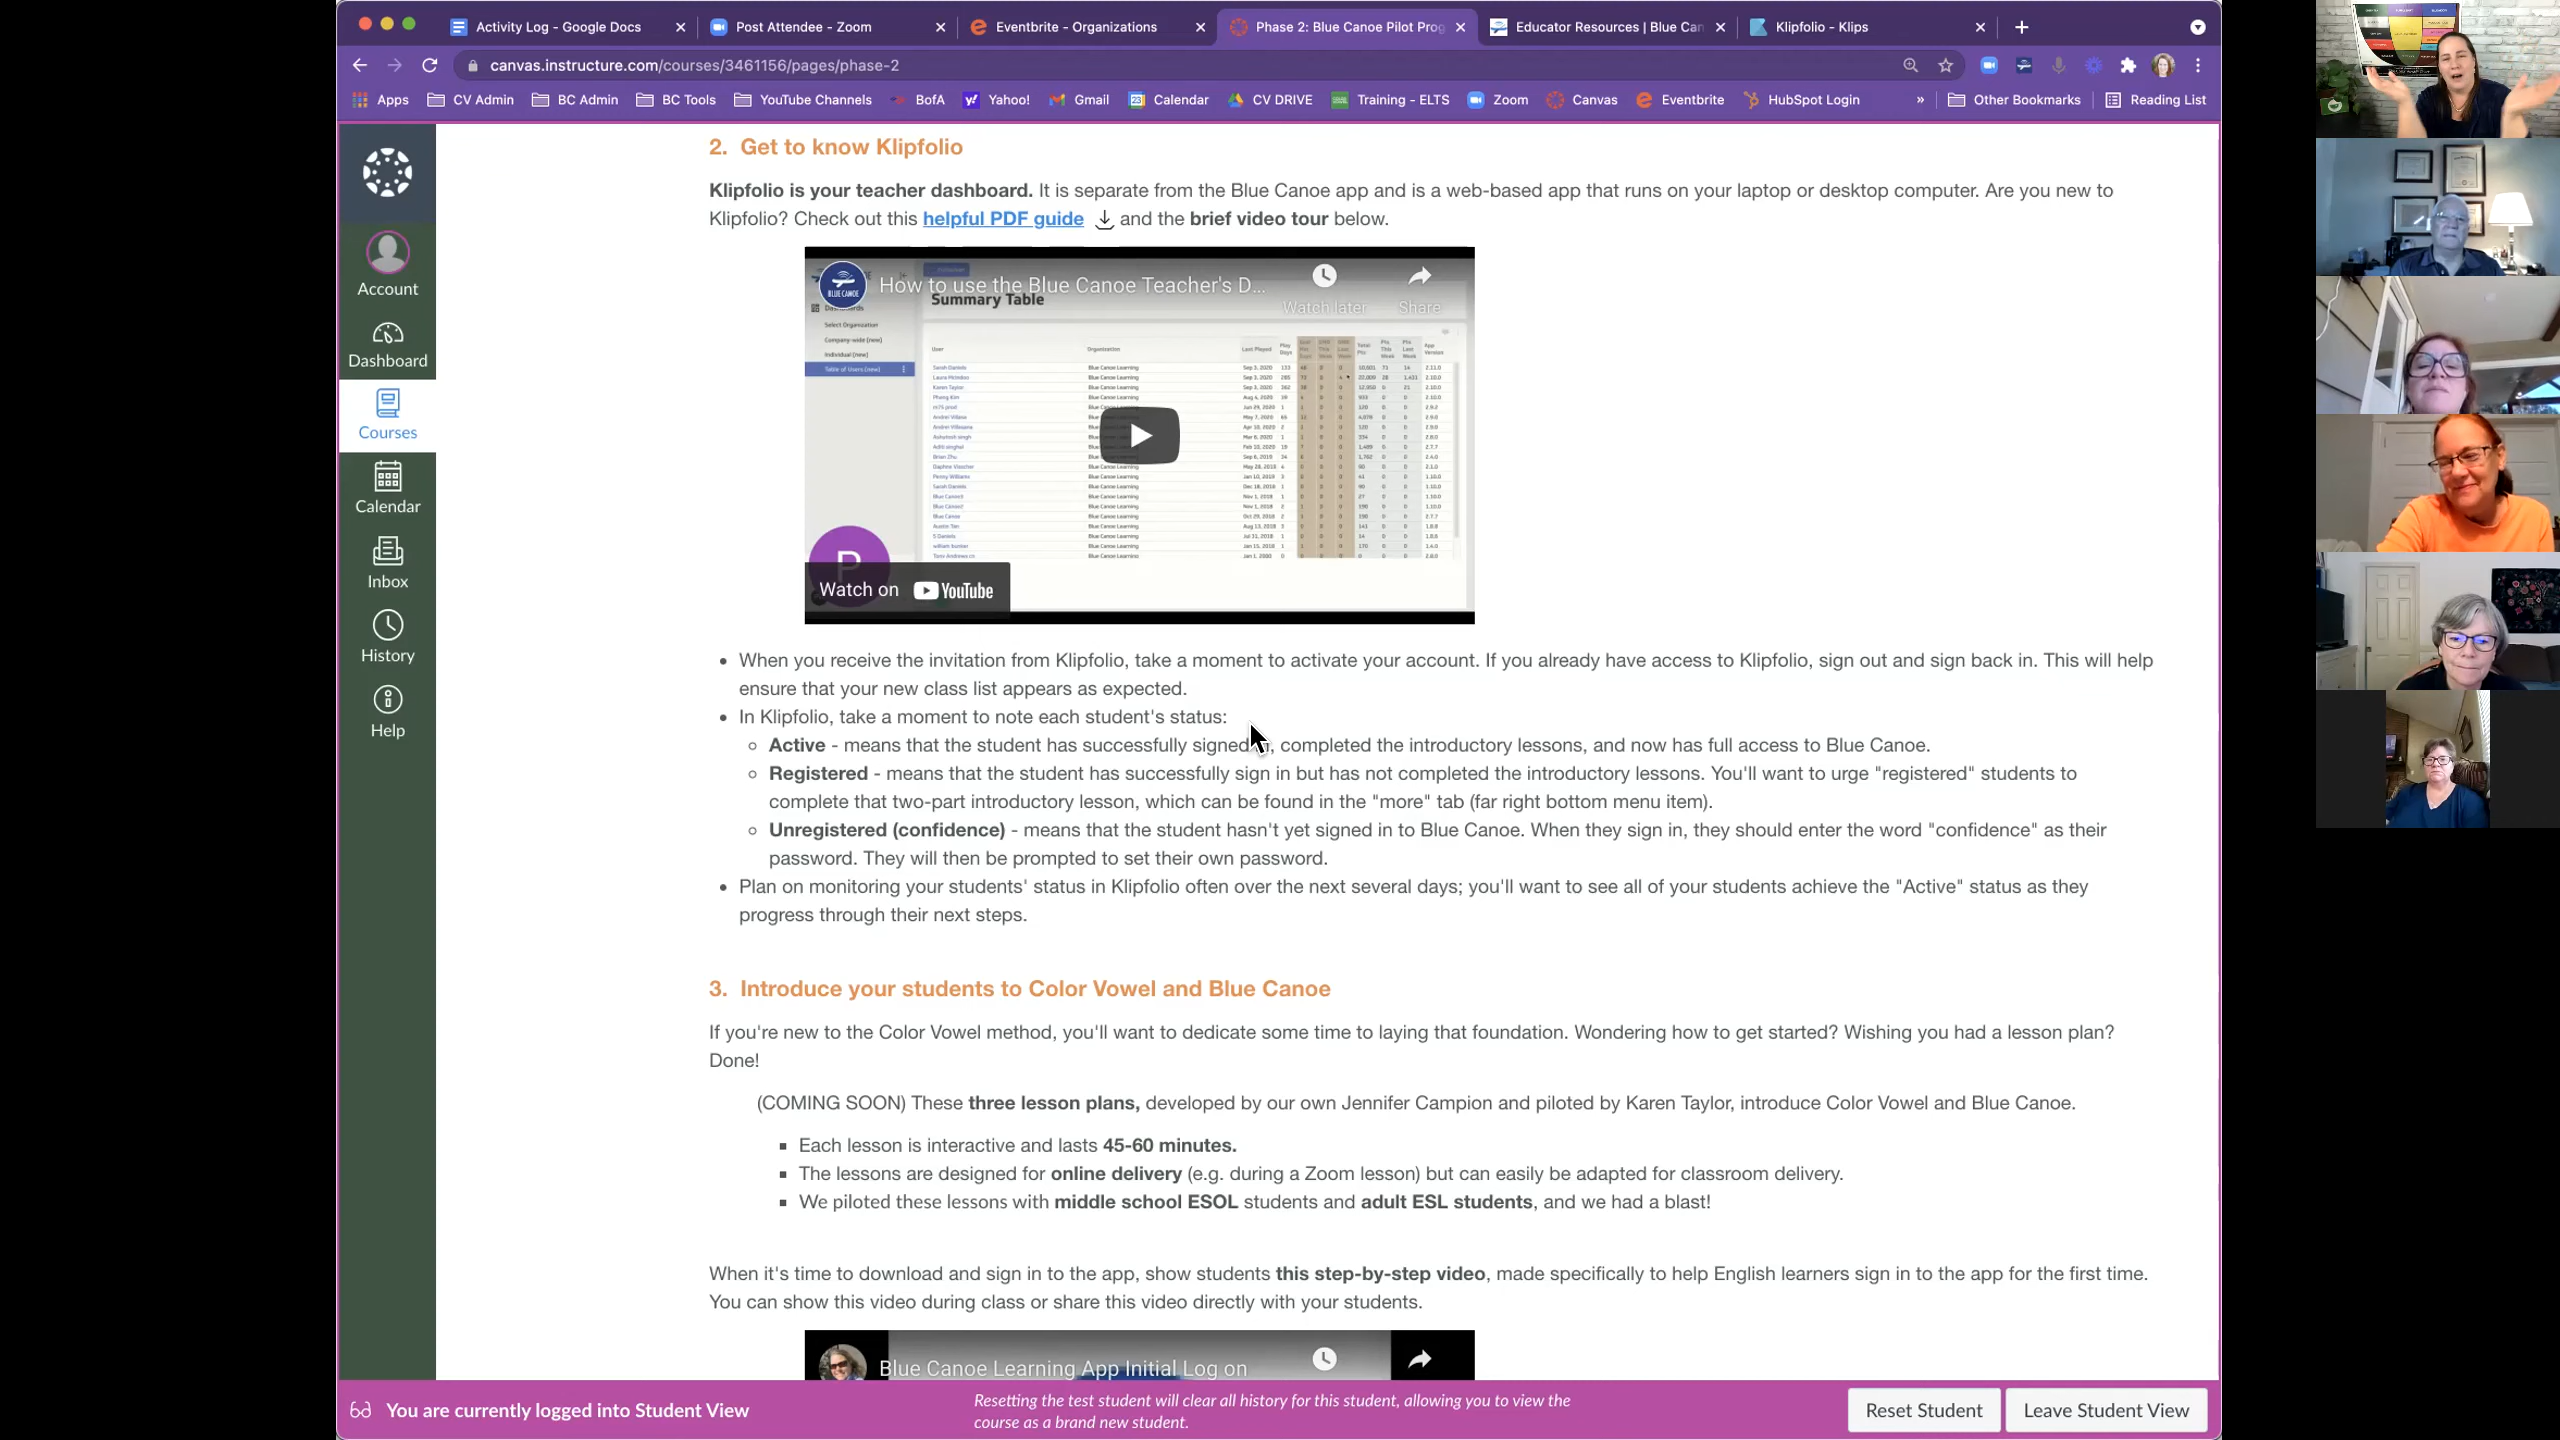 Activity Log - Google Docs
Post Attendee - Zoom
Eventbrite - Organizations
Phase 2: Blue Canoe Pilot Prog
Educator Resources | Blue Can
Klipfolio - Klips
canvas.instructure.com/courses/3461156/pages/phase-2
Apps CV Admin BC Admin BC Tools YouTube Channels BofA Yahoo! Gmail Calendar CV DRIVE Training - ELTS Zoom Canvas Eventbrite HubSpot Login » Other Bookmarks Reading List
Account
Dashboard
Courses
Calendar
Inbox
History
Help
2. Get to know Klipfolio
Klipfolio is your teacher dashboard. It is separate from the Blue Canoe app and is a web-based app that runs on your laptop or desktop computer. Are you new to
Klipfolio? Check out this helpful PDF guide and the brief video tour below.
BLUE CANOE
How to use the Blue Canoe Teacher's D...
Watch later
Share
Summary Table
Select Organization
Company-wide (new)
Individual (new)
Table of Users (new)
User Organization Last Played
P
Watch on YouTube
• When you receive the invitation from Klipfolio, take a moment to activate your account. If you already have access to Klipfolio, sign out and sign back in. This will help
ensure that your new class list appears as expected.
• In Klipfolio, take a moment to note each student's status:
Active - means that the student has successfully signed , completed the introductory lessons, and now has full access to Blue Canoe.
Registered - means that the student has successfully sign in but has not completed the introductory lessons. You'll want to urge "registered" students to
complete that two-part introductory lesson, which can be found in the "more" tab (far right bottom menu item).
Unregistered (confidence) - means that the student hasn't yet signed in to Blue Canoe. When they sign in, they should enter the word "confidence" as their
password. They will then be prompted to set their own password.
• Plan on monitoring your students' status in Klipfolio often over the next several days; you'll want to see all of your students achieve the "Active" status as they
progress through their next steps.
3. Introduce your students to Color Vowel and Blue Canoe
If you're new to the Color Vowel method, you'll want to dedicate some time to laying that foundation. Wondering how to get started? Wishing you had a lesson plan?
Done!
(COMING SOON) These three lesson plans, developed by our own Jennifer Campion and piloted by Karen Taylor, introduce Color Vowel and Blue Canoe.
▪ Each lesson is interactive and lasts 45-60 minutes.
▪ The lessons are designed for online delivery (e.g. during a Zoom lesson) but can easily be adapted for classroom delivery.
▪ We piloted these lessons with middle school ESOL students and adult ESL students, and we had a blast!
When it's time to download and sign in to the app, show students this step-by-step video, made specifically to help English learners sign in to the app for the first time.
You can show this video during class or share this video directly with your students.
Blue Canoe Learning App Initial Log on
You are currently logged into Student View
Resetting the test student will clear all history for this student, allowing you to view the
course as a brand new student.
Reset Student
Leave Student View